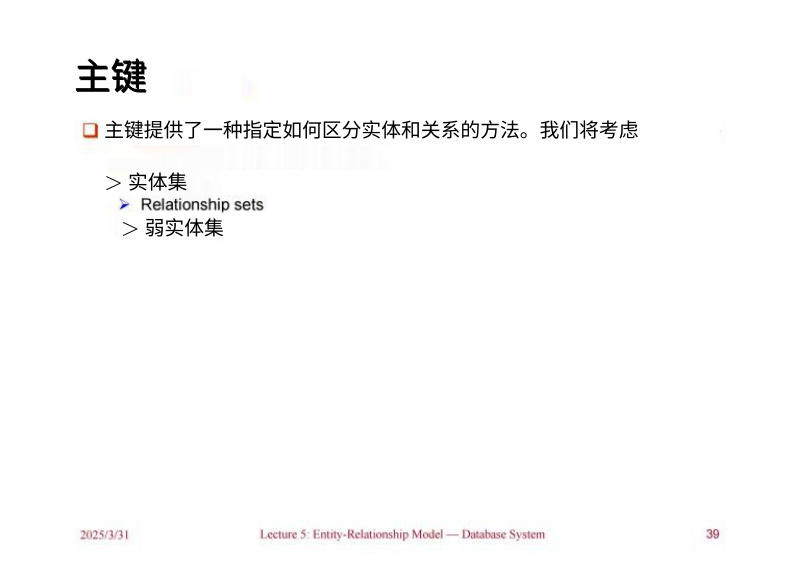 主键
主键提供了一种指定如何区分实体和关系的方法。我们将考虑
> 实体集
Relationship sets
> 弱实体集
2025/3/31 Lecture 5: Entity-Relationship Model — Database System 39